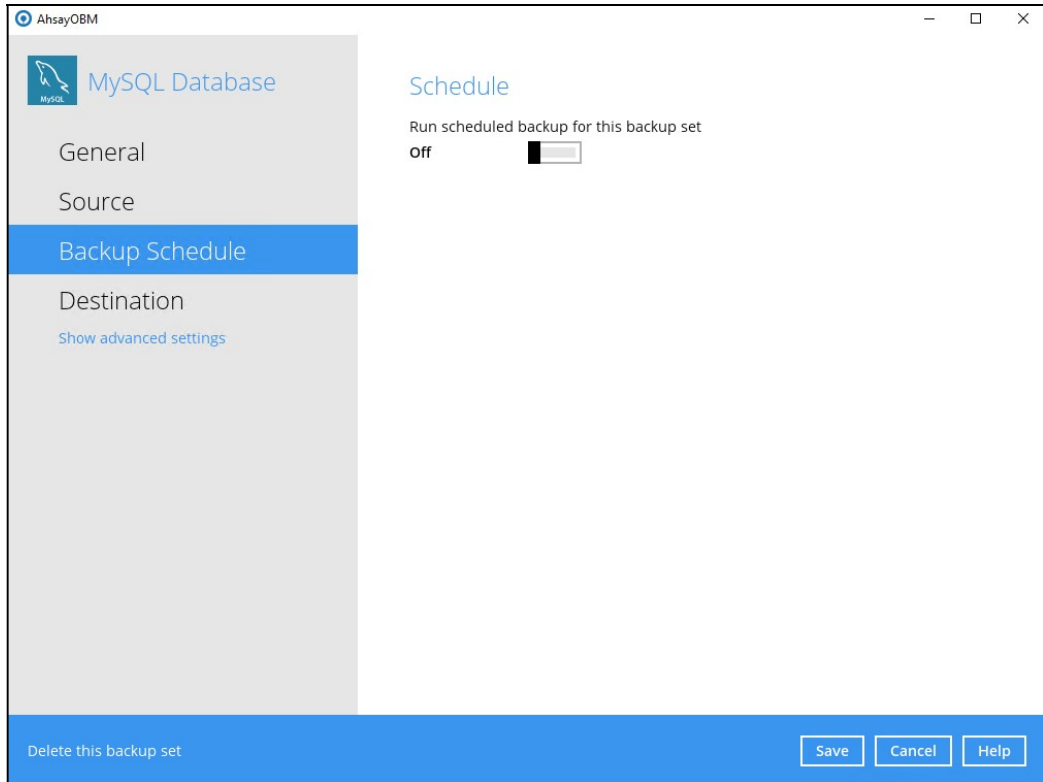 AhsayOBM
MySQL
MySQL Database
General
Source
Backup Schedule
Destination
Show advanced settings
Schedule
Run scheduled backup for this backup set
Off
Delete this backup set
Save
Cancel
Help